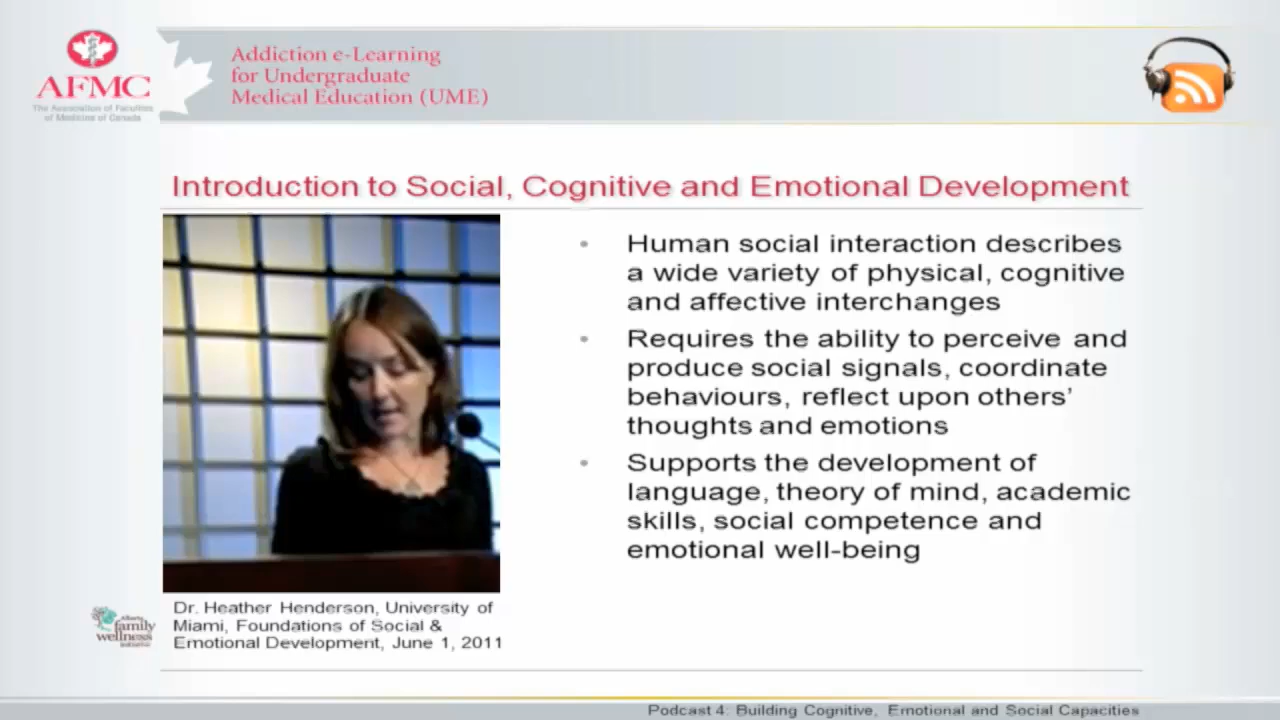 AFMC
The Association of Faculties
of Medicine of Canada
Addiction e-Learning
for Undergraduate
Medical Education (UME)
Introduction to Social, Cognitive and Emotional Development
• Human social interaction describes
a wide variety of physical, cognitive
and affective interchanges
• Requires the ability to perceive and
produce social signals, coordinate
behaviours, reflect upon others’
thoughts and emotions
• Supports the development of
language, theory of mind, academic
skills, social competence and
emotional well-being
Alberta
family
wellness
initiative
Dr. Heather Henderson, University of
Miami, Foundations of Social &
Emotional Development, June 1, 2011
Podcast 4: Building Cognitive, Emotional and Social Capacities